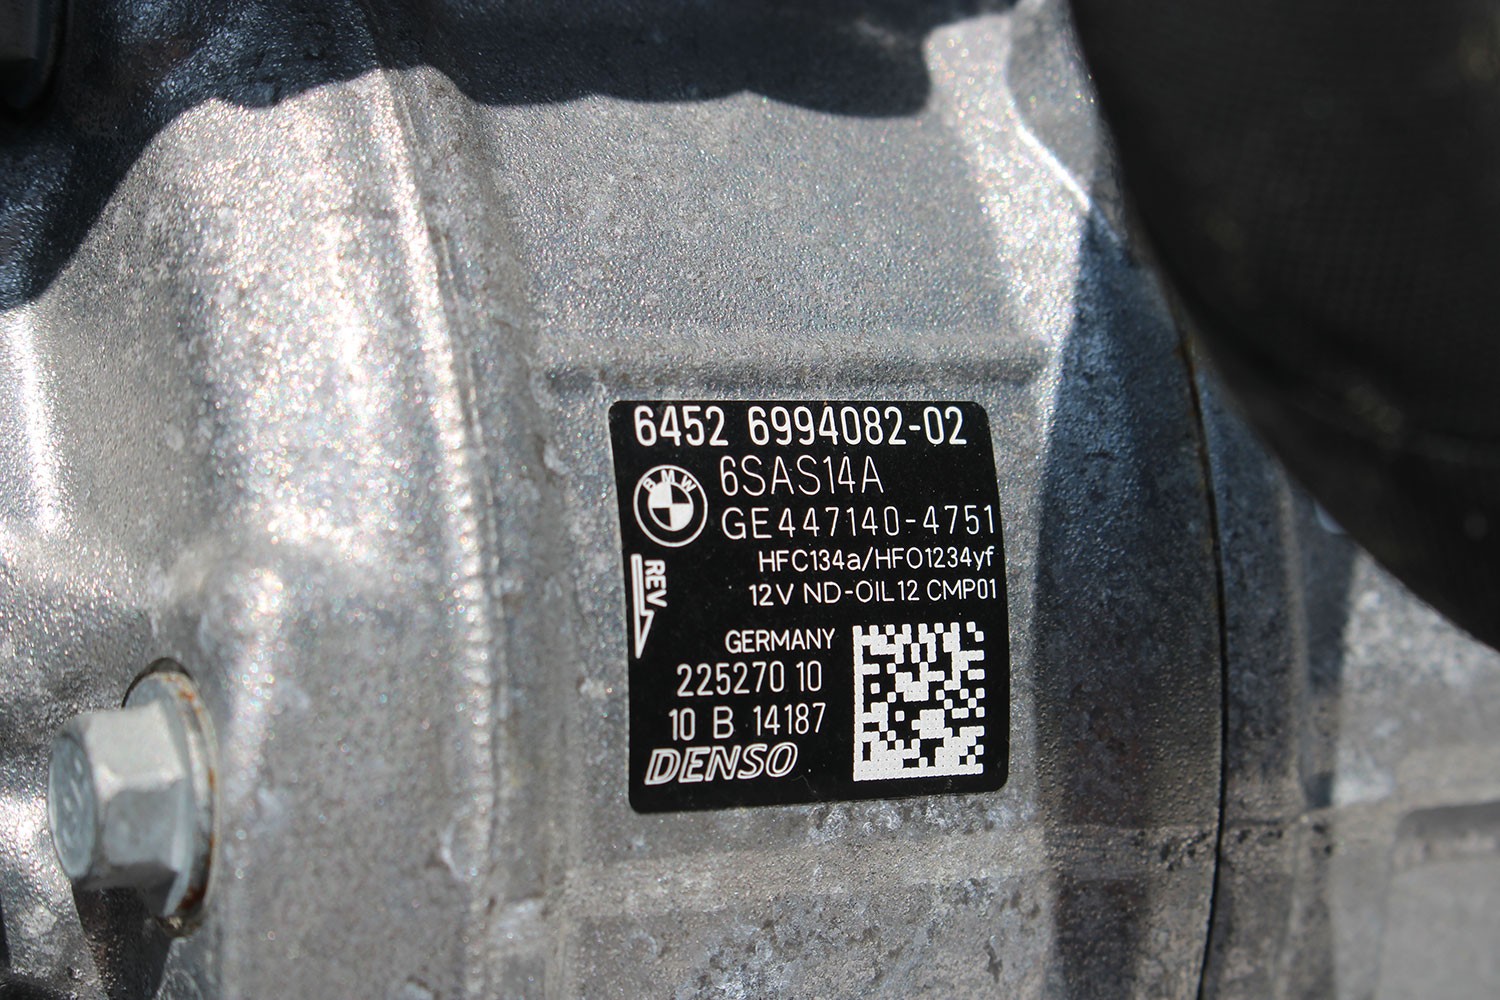 6452 6994082-02
BMW
6SAS14A
GE447140-4751
HFC134a/HFO1234yf
REV
12V ND-OIL12 CMP01
GERMANY
225270 10
10 B 14187
DENSO